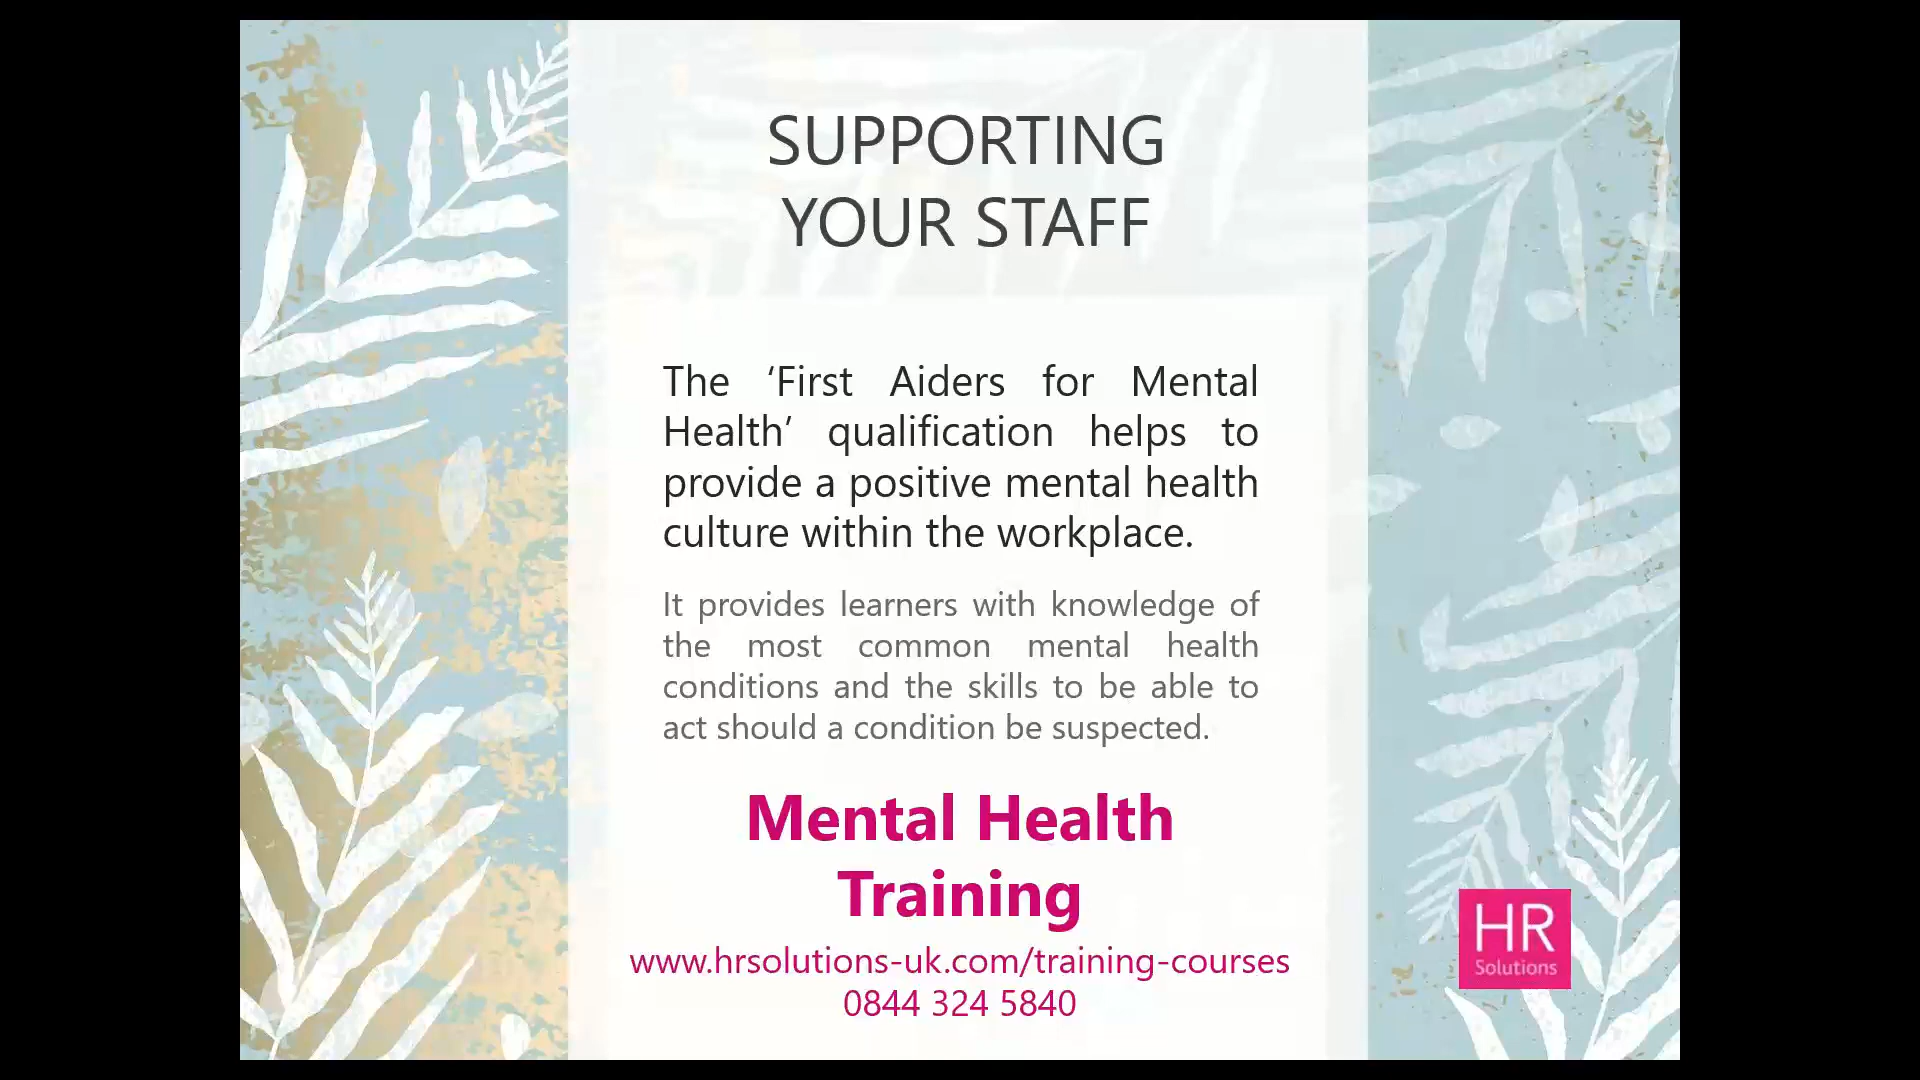 SUPPORTING
YOUR STAFF
The ‘First Aiders for Mental
Health’ qualification helps to
provide a positive mental health
culture within the workplace.
It provides learners with knowledge of
the most common mental health
conditions and the skills to be able to
act should a condition be suspected.
Mental Health
Training
www.hrsolutions-uk.com/training-courses
0844 324 5840
HR
Solutions